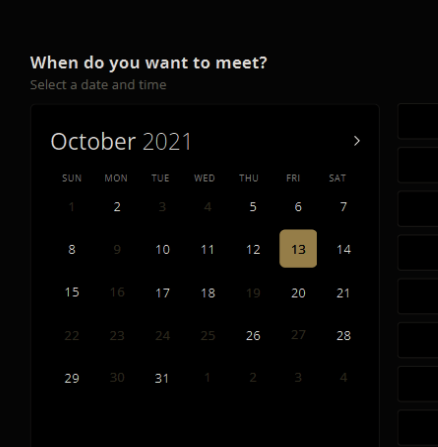 When do you want to meet?
Select a date and time
October 2021
SUN MON TUE WED THU FRI SAT
1 2 3 4 5 6 7
8 9 10 11 12 13 14
15 16 17 18 19 20 21
22 23 24 25 26 27 28
29 30 31 1 2 3 4